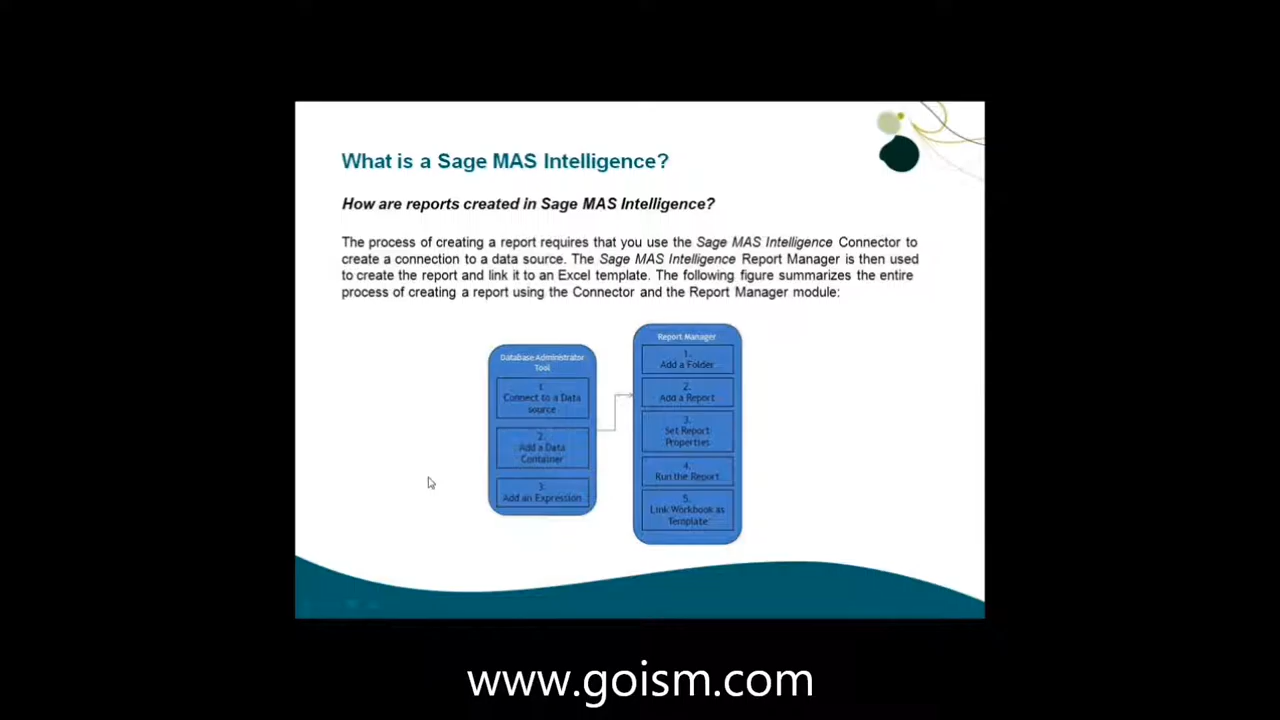 What is a Sage MAS Intelligence?
How are reports created in Sage MAS Intelligence?
The process of creating a report requires that you use the Sage MAS Intelligence Connector to
create a connection to a data source. The Sage MAS Intelligence Report Manager is then used
to create the report and link it to an Excel template. The following figure summarizes the entire
process of creating a report using the Connector and the Report Manager module:
Database Administrator
Tool
1.
Connect to a Data
source
2.
Add a Data
Container
3.
Add an Expression
Report Manager
1.
Add a Folder
2.
Add a Report
3.
Set Report
Properties
4.
Run the Report
5.
Link Workbook as
Template
www.goism.com